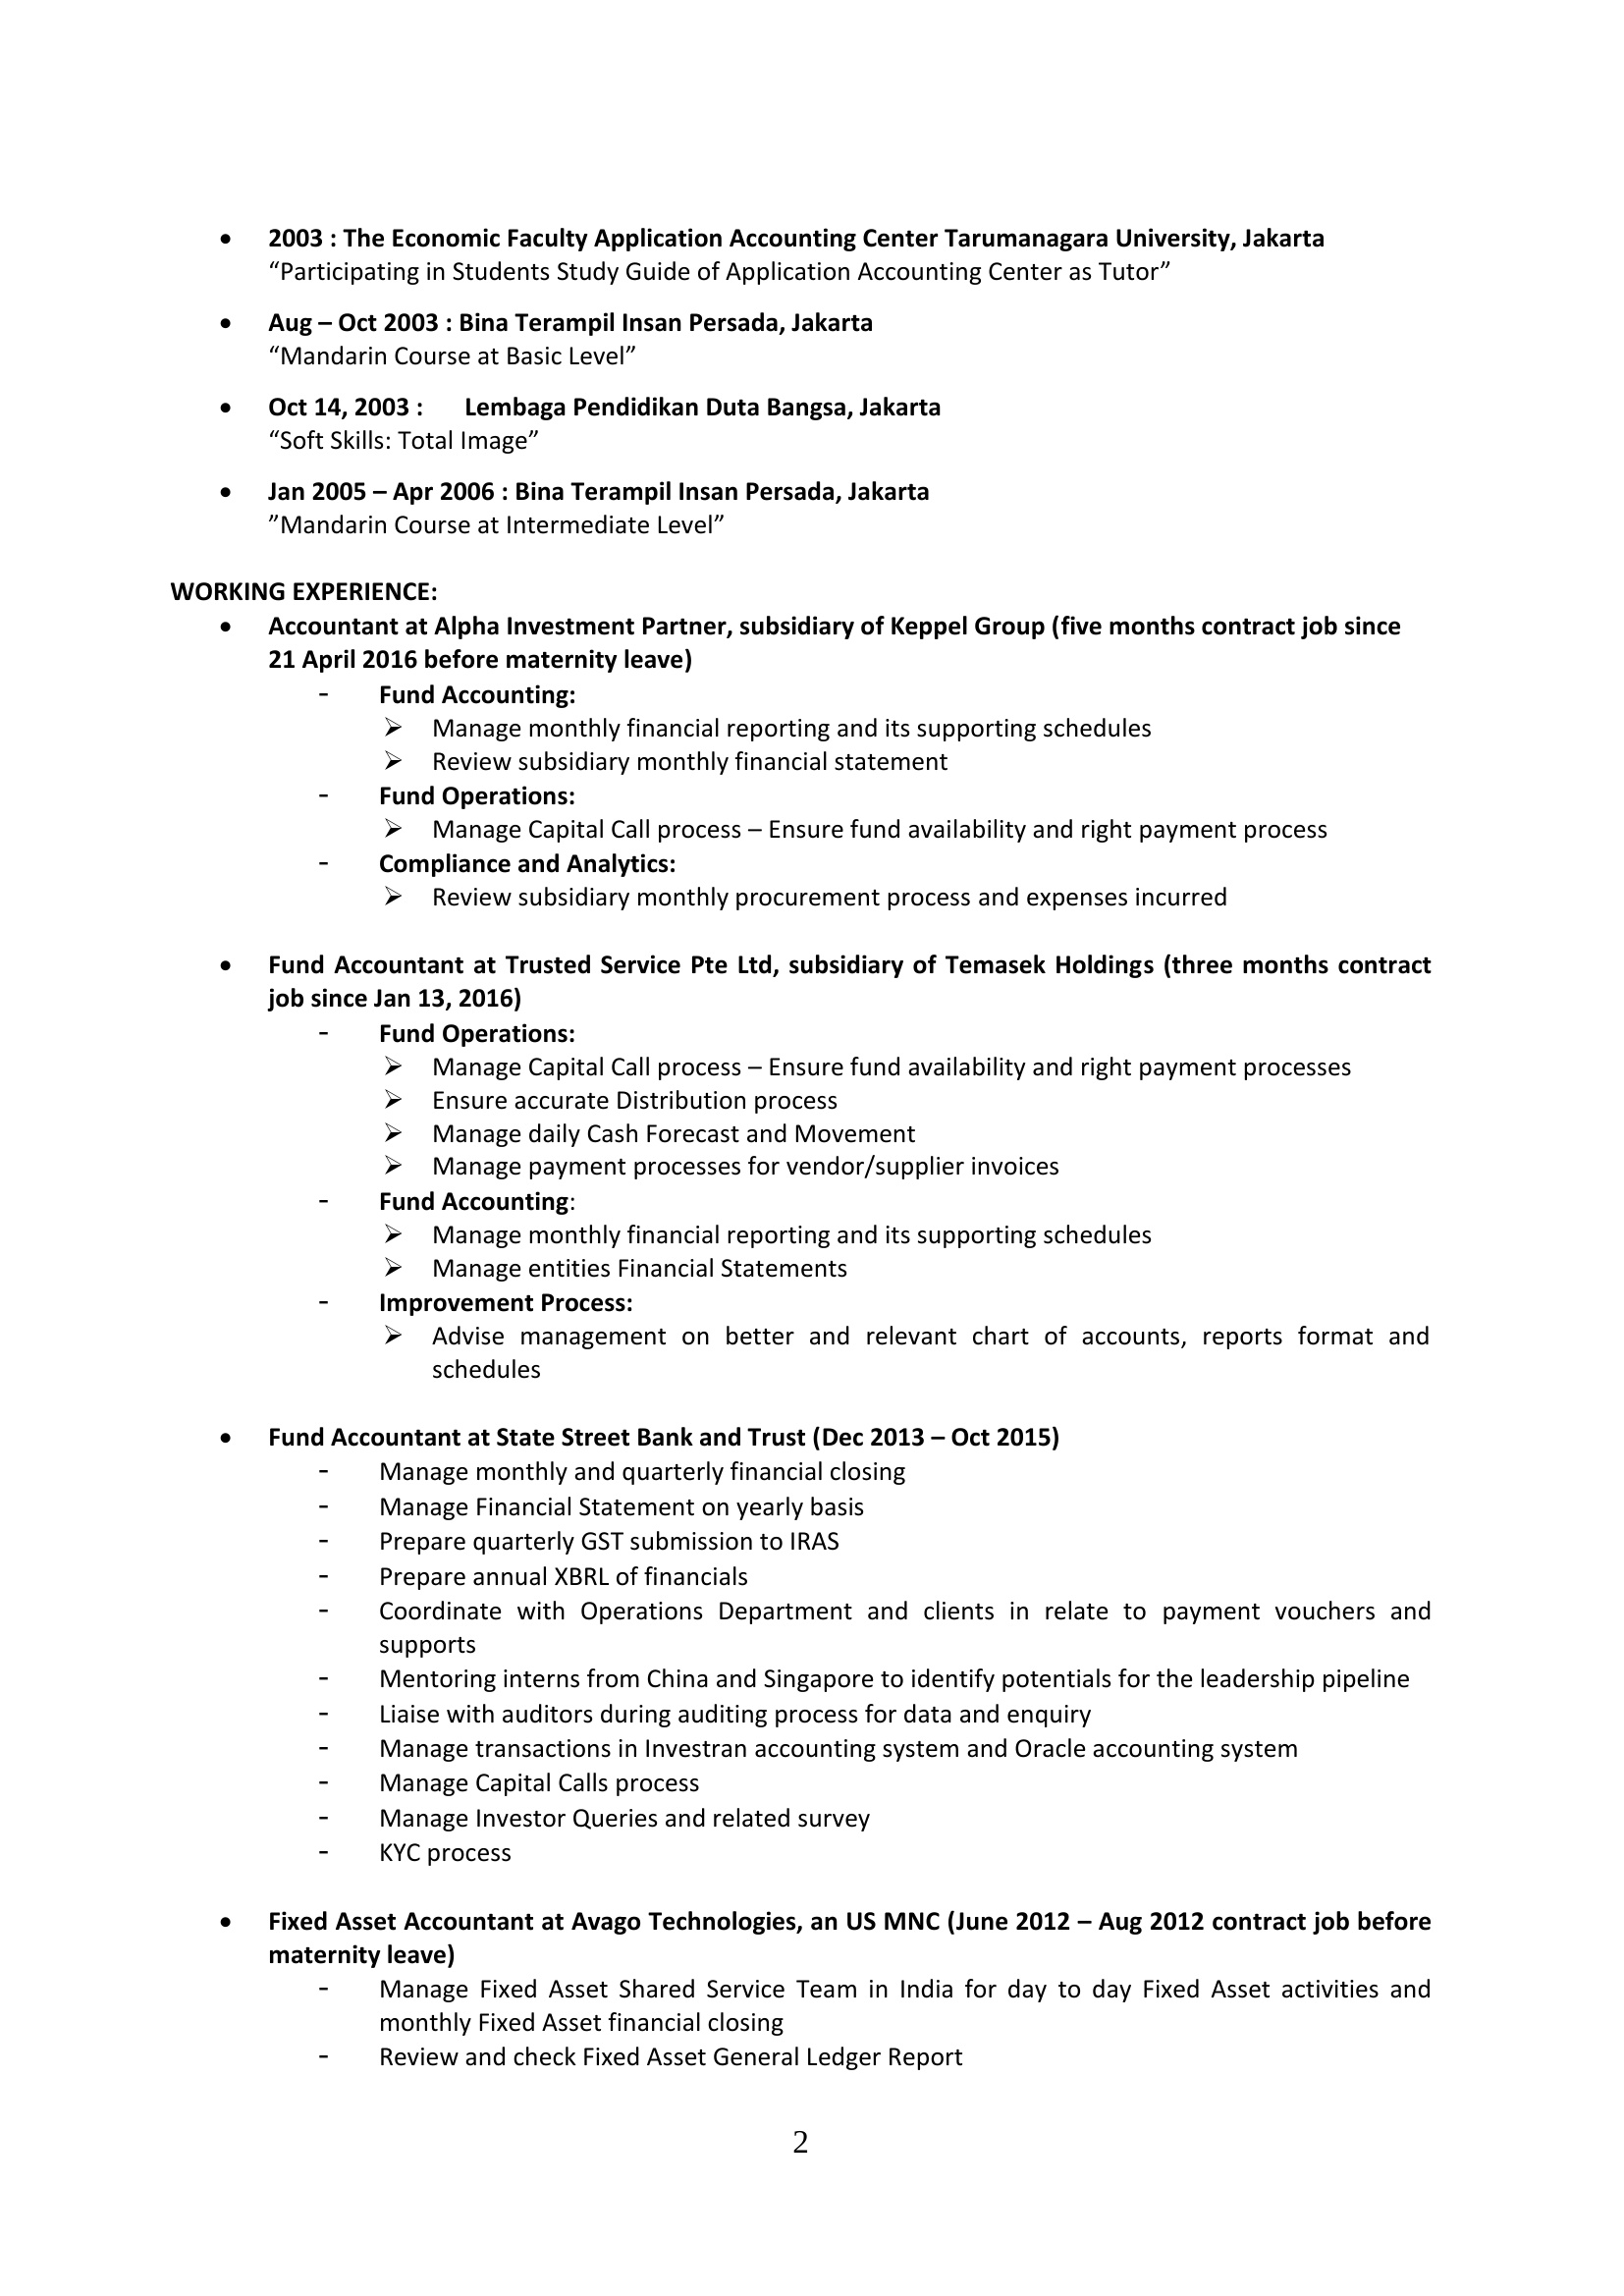 • 2003 : The Economic Faculty Application Accounting Center Tarumanagara University, Jakarta
“Participating in Students Study Guide of Application Accounting Center as Tutor”
• Aug – Oct 2003 : Bina Terampil Insan Persada, Jakarta
“Mandarin Course at Basic Level”
• Oct 14, 2003 : Lembaga Pendidikan Duta Bangsa, Jakarta
“Soft Skills: Total Image”
• Jan 2005 – Apr 2006 : Bina Terampil Insan Persada, Jakarta
”Mandarin Course at Intermediate Level”
WORKING EXPERIENCE:
• Accountant at Alpha Investment Partner, subsidiary of Keppel Group (five months contract job since
21 April 2016 before maternity leave)
- Fund Accounting:
➢ Manage monthly financial reporting and its supporting schedules
➢ Review subsidiary monthly financial statement
- Fund Operations:
➢ Manage Capital Call process – Ensure fund availability and right payment process
- Compliance and Analytics:
➢ Review subsidiary monthly procurement process and expenses incurred
• Fund Accountant at Trusted Service Pte Ltd, subsidiary of Temasek Holdings (three months contract
job since Jan 13, 2016)
- Fund Operations:
➢ Manage Capital Call process – Ensure fund availability and right payment processes
➢ Ensure accurate Distribution process
➢ Manage daily Cash Forecast and Movement
➢ Manage payment processes for vendor/supplier invoices
- Fund Accounting:
➢ Manage monthly financial reporting and its supporting schedules
➢ Manage entities Financial Statements
- Improvement Process:
➢ Advise management on better and relevant chart of accounts, reports format and
schedules
• Fund Accountant at State Street Bank and Trust (Dec 2013 – Oct 2015)
- Manage monthly and quarterly financial closing
- Manage Financial Statement on yearly basis
- Prepare quarterly GST submission to IRAS
- Prepare annual XBRL of financials
- Coordinate with Operations Department and clients in relate to payment vouchers and
supports
- Mentoring interns from China and Singapore to identify potentials for the leadership pipeline
- Liaise with auditors during auditing process for data and enquiry
- Manage transactions in Investran accounting system and Oracle accounting system
- Manage Capital Calls process
- Manage Investor Queries and related survey
- KYC process
• Fixed Asset Accountant at Avago Technologies, an US MNC (June 2012 – Aug 2012 contract job before
maternity leave)
- Manage Fixed Asset Shared Service Team in India for day to day Fixed Asset activities and
monthly Fixed Asset financial closing
- Review and check Fixed Asset General Ledger Report
2